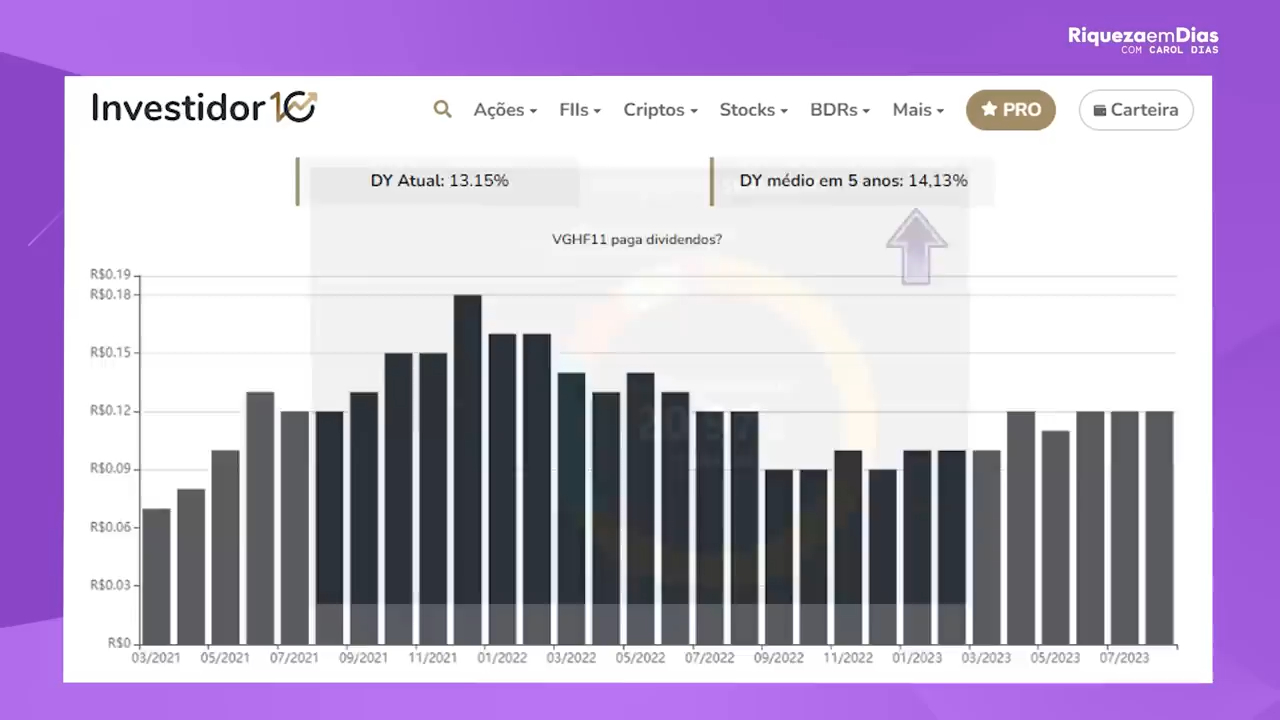 RiquezaemDias
COM CAROL DIAS
Investidor 10
Ações
FIIs
Criptos
Stocks
BDRs
Mais
PRO
Carteira
DY Atual: 13.15%
DY médio em 5 anos: 14,13%
VGHF11 paga dividendos?
R$0.19
R$0.18
R$0.15
R$0.12
R$0.09
R$0.06
R$0.03
R$0
03/2021 05/2021 07/2021 09/2021 11/2021 01/2022 03/2022 05/2022 07/2022 09/2022 11/2022 01/2023 03/2023 05/2023 07/2023